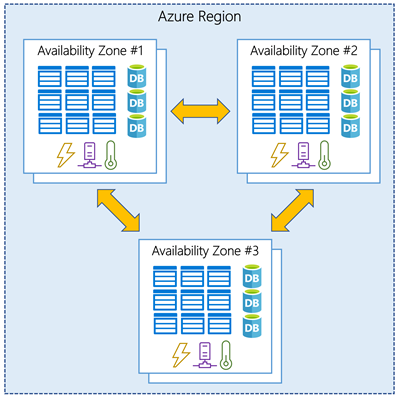 Azure Region
Availability Zone #1
DB
DB
DB
Availability Zone #2
DB
DB
DB
Availability Zone #3
DB
DB
DB